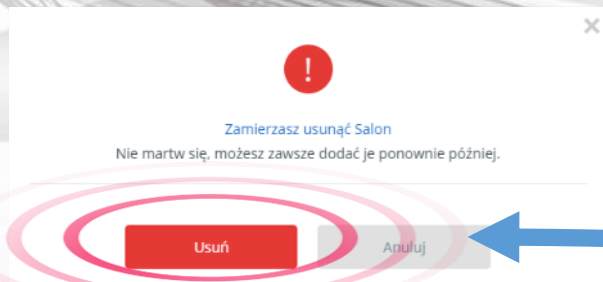 Zamierzasz usunąć Salon
Nie martw się, możesz zawsze dodać je ponownie później.
Usuń
Anuluj